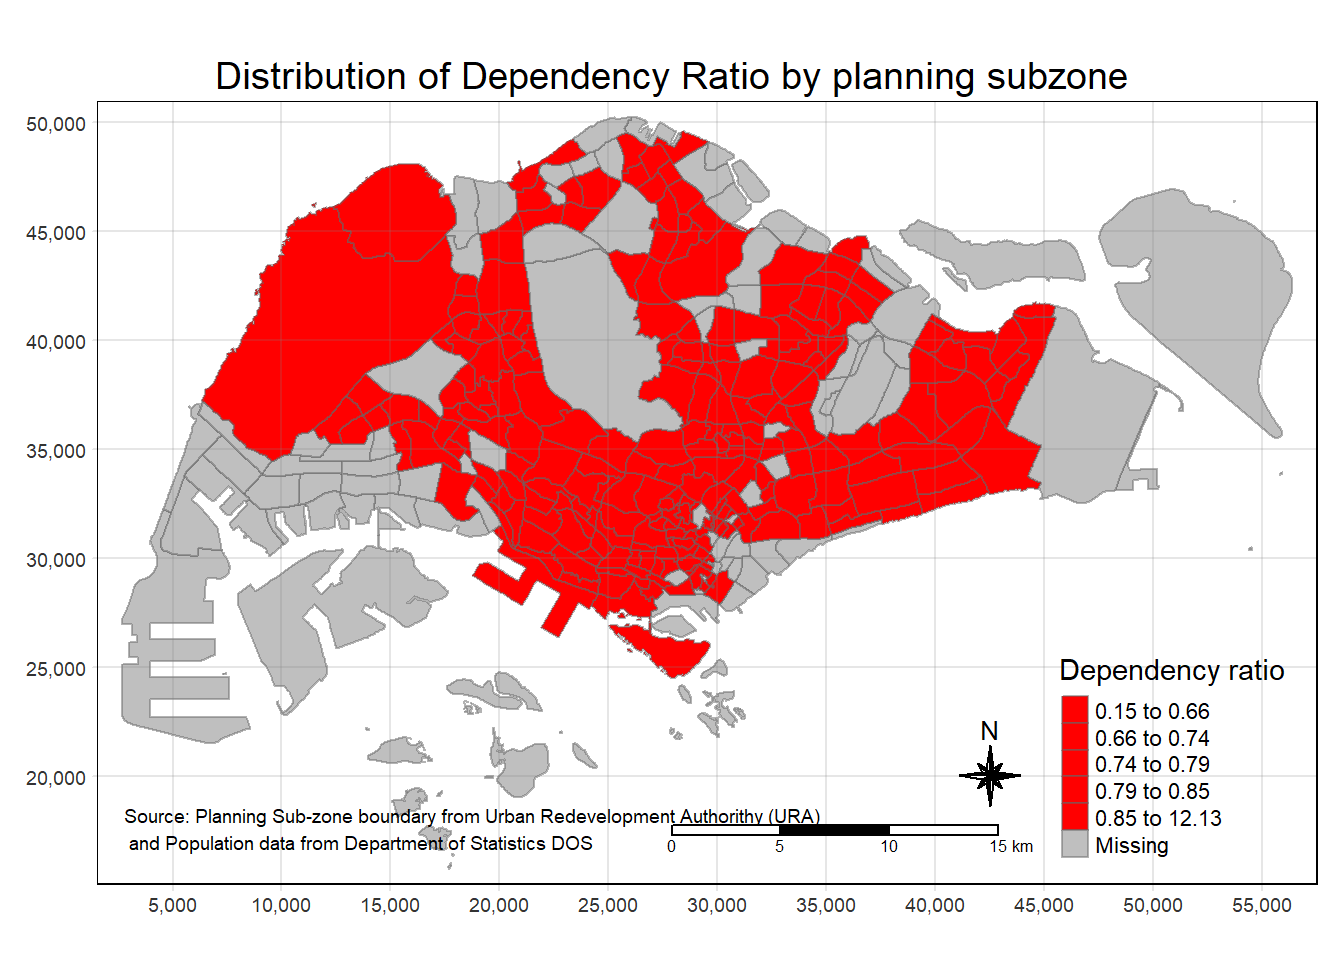 Distribution of Dependency Ratio by planning subzone
50,000
45,000
40,000
35,000
30,000
25,000
20,000
Dependency ratio
0.15 to 0.66
0.66 to 0.74
0.74 to 0.79
0.79 to 0.85
0.85 to 12.13
Missing
N
Source: Planning Sub-zone boundary from Urban Redevelopment Authorithy (URA)
and Population data from Department of Statistics DOS
0 5 10 15 km
5,000 10,000 15,000 20,000 25,000 30,000 35,000 40,000 45,000 50,000 55,000